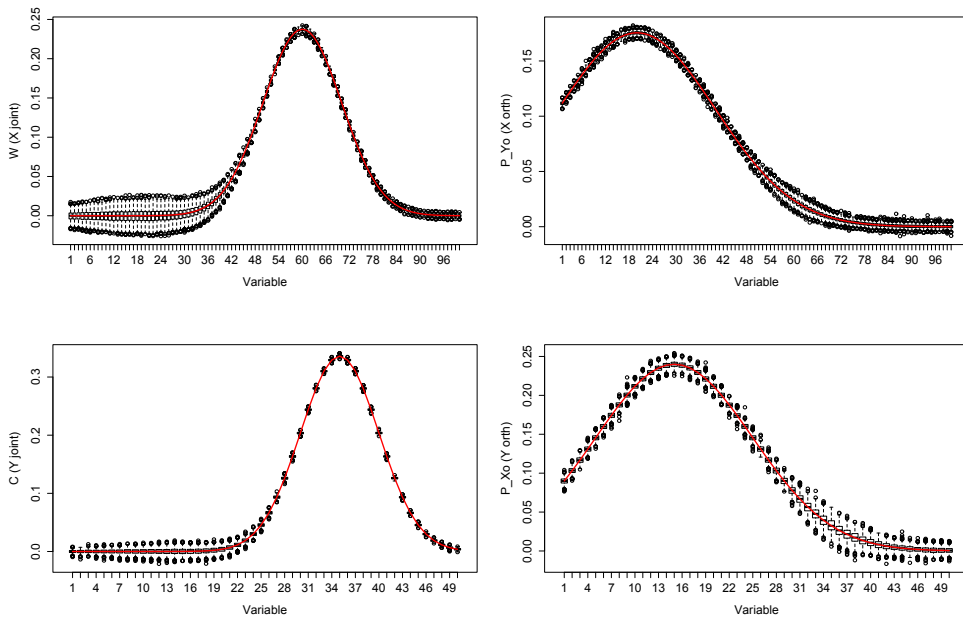 W (X joint)
0.00 0.05 0.10 0.15 0.20 0.25
1 6 12 18 24 30 36 42 48 54 60 66 72 78 84 90 96
Variable
P_Yo (X orth)
0.00 0.05 0.10 0.15
1 6 12 18 24 30 36 42 48 54 60 66 72 78 84 90 96
Variable
C (Y joint)
0.0 0.1 0.2 0.3
1 4 7 10 13 16 19 22 25 28 31 34 37 40 43 46 49
Variable
P_Xo (Y orth)
0.00 0.05 0.10 0.15 0.20 0.25
1 4 7 10 13 16 19 22 25 28 31 34 37 40 43 46 49
Variable